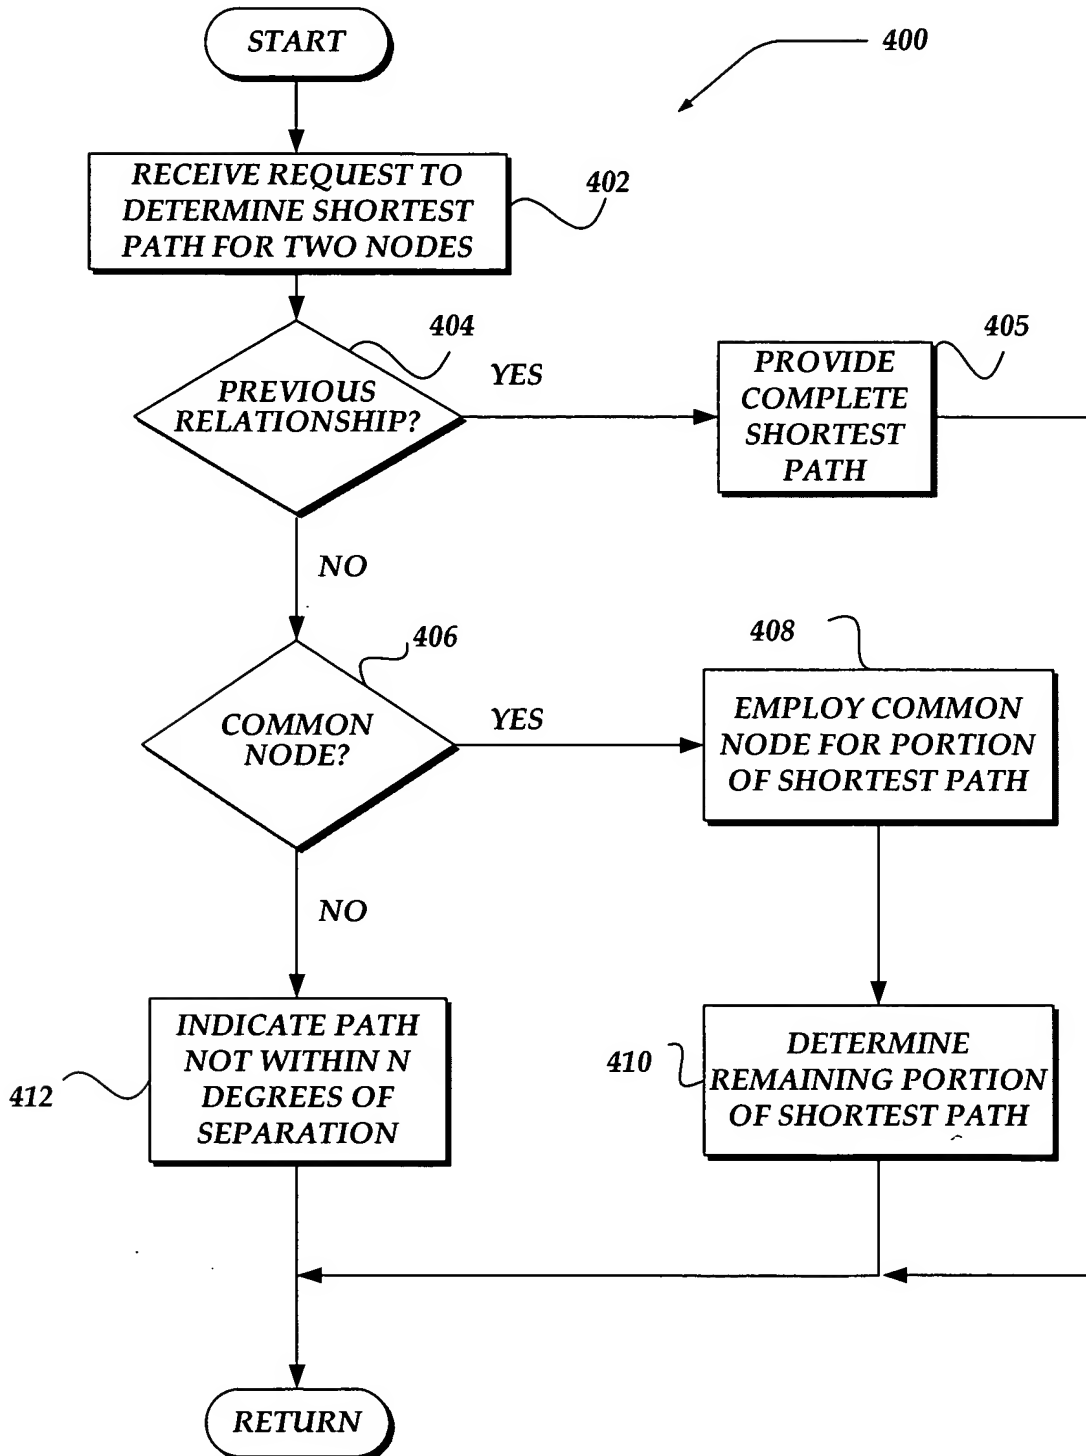 START
400
RECEIVE REQUEST TO
DETERMINE SHORTEST
PATH FOR TWO NODES
402
404
PREVIOUS
RELATIONSHIP?
YES
405
PROVIDE
COMPLETE
SHORTEST
PATH
NO
406
COMMON
NODE?
YES
408
EMPLOY COMMON
NODE FOR PORTION
OF SHORTEST PATH
NO
INDICATE PATH
NOT WITHIN N
DEGREES OF
SEPARATION
412
410
DETERMINE
REMAINING PORTION
OF SHORTEST PATH
RETURN